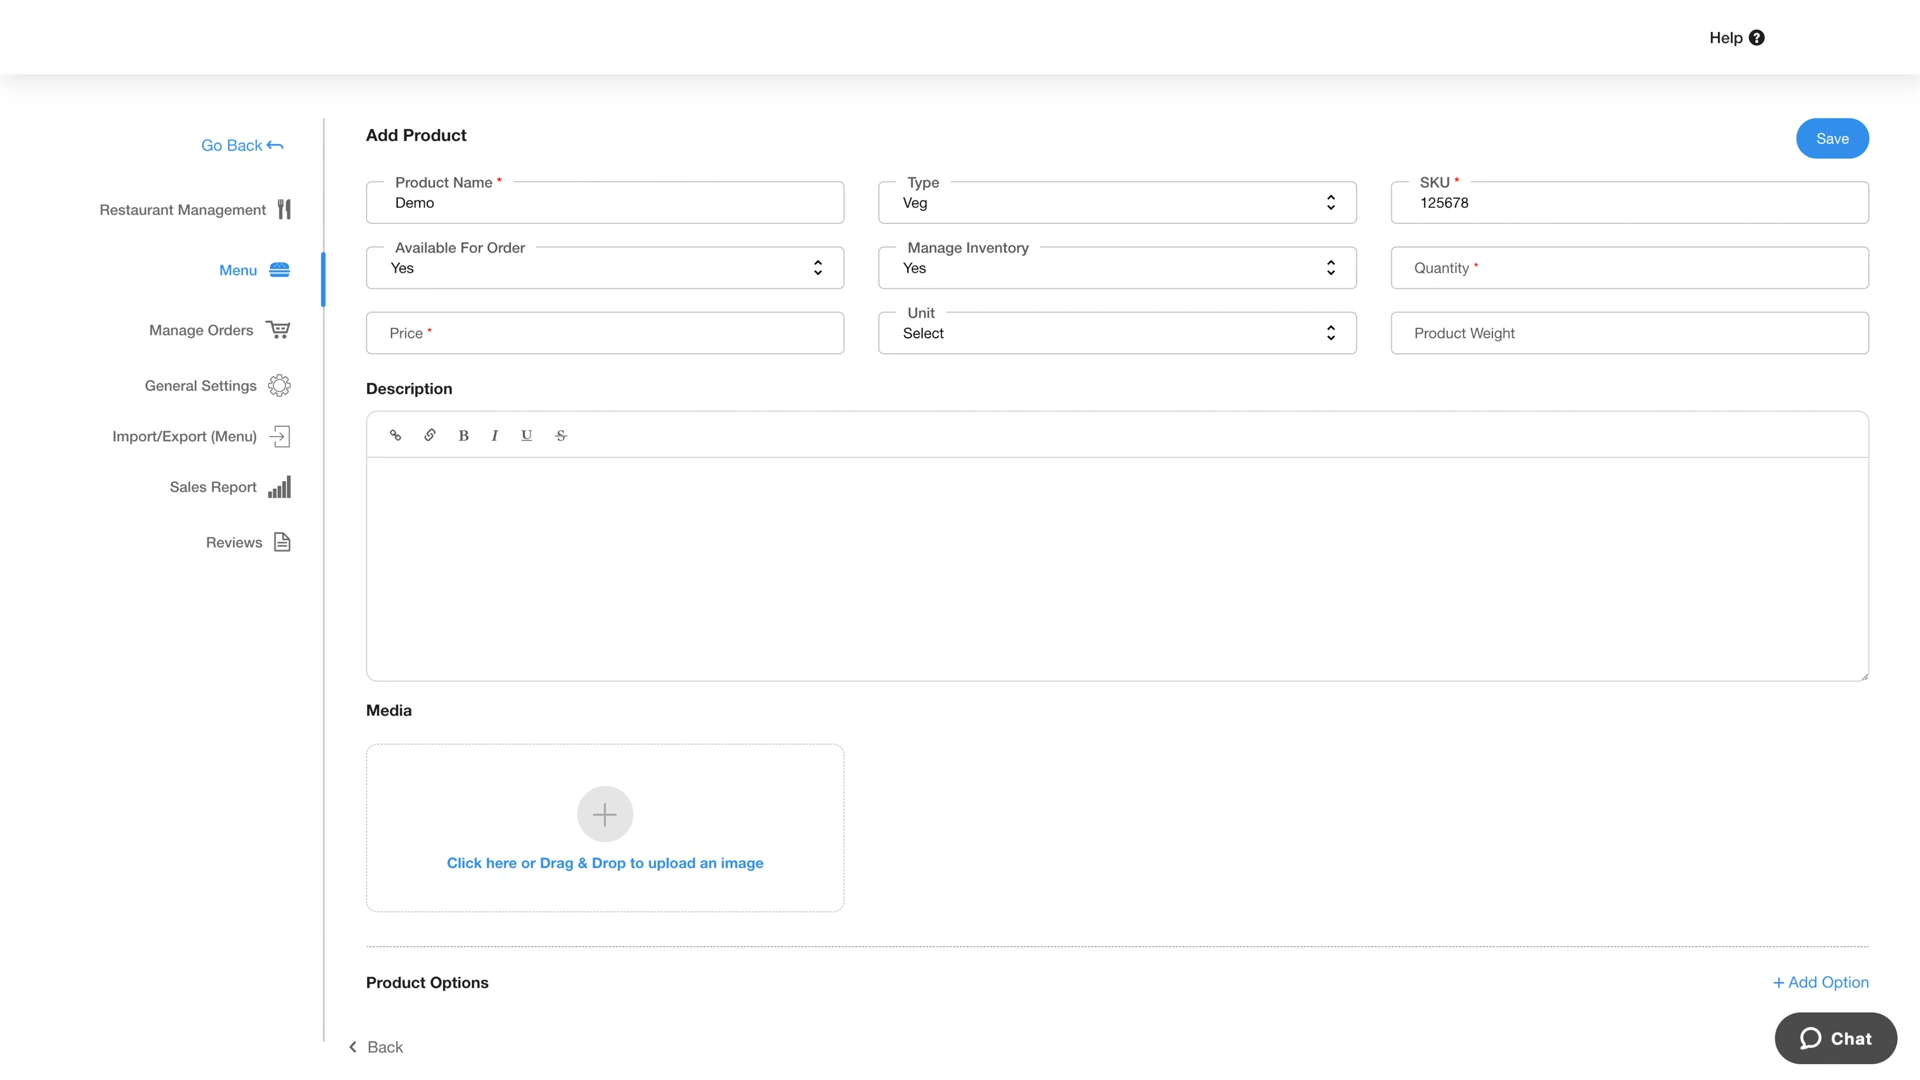 Help
Go Back
Restaurant Management
Menu
Manage Orders
General Settings
Import/Export (Menu)
Sales Report
Reviews
Add Product
Save
Product Name *
Demo
Type
Veg
SKU *
125678
Available For Order
Yes
Manage Inventory
Yes
Quantity *
Price *
Unit
Select
Product Weight
Description
B I U S
Media
Click here or Drag & Drop to upload an image
Product Options
+ Add Option
Back
Chat